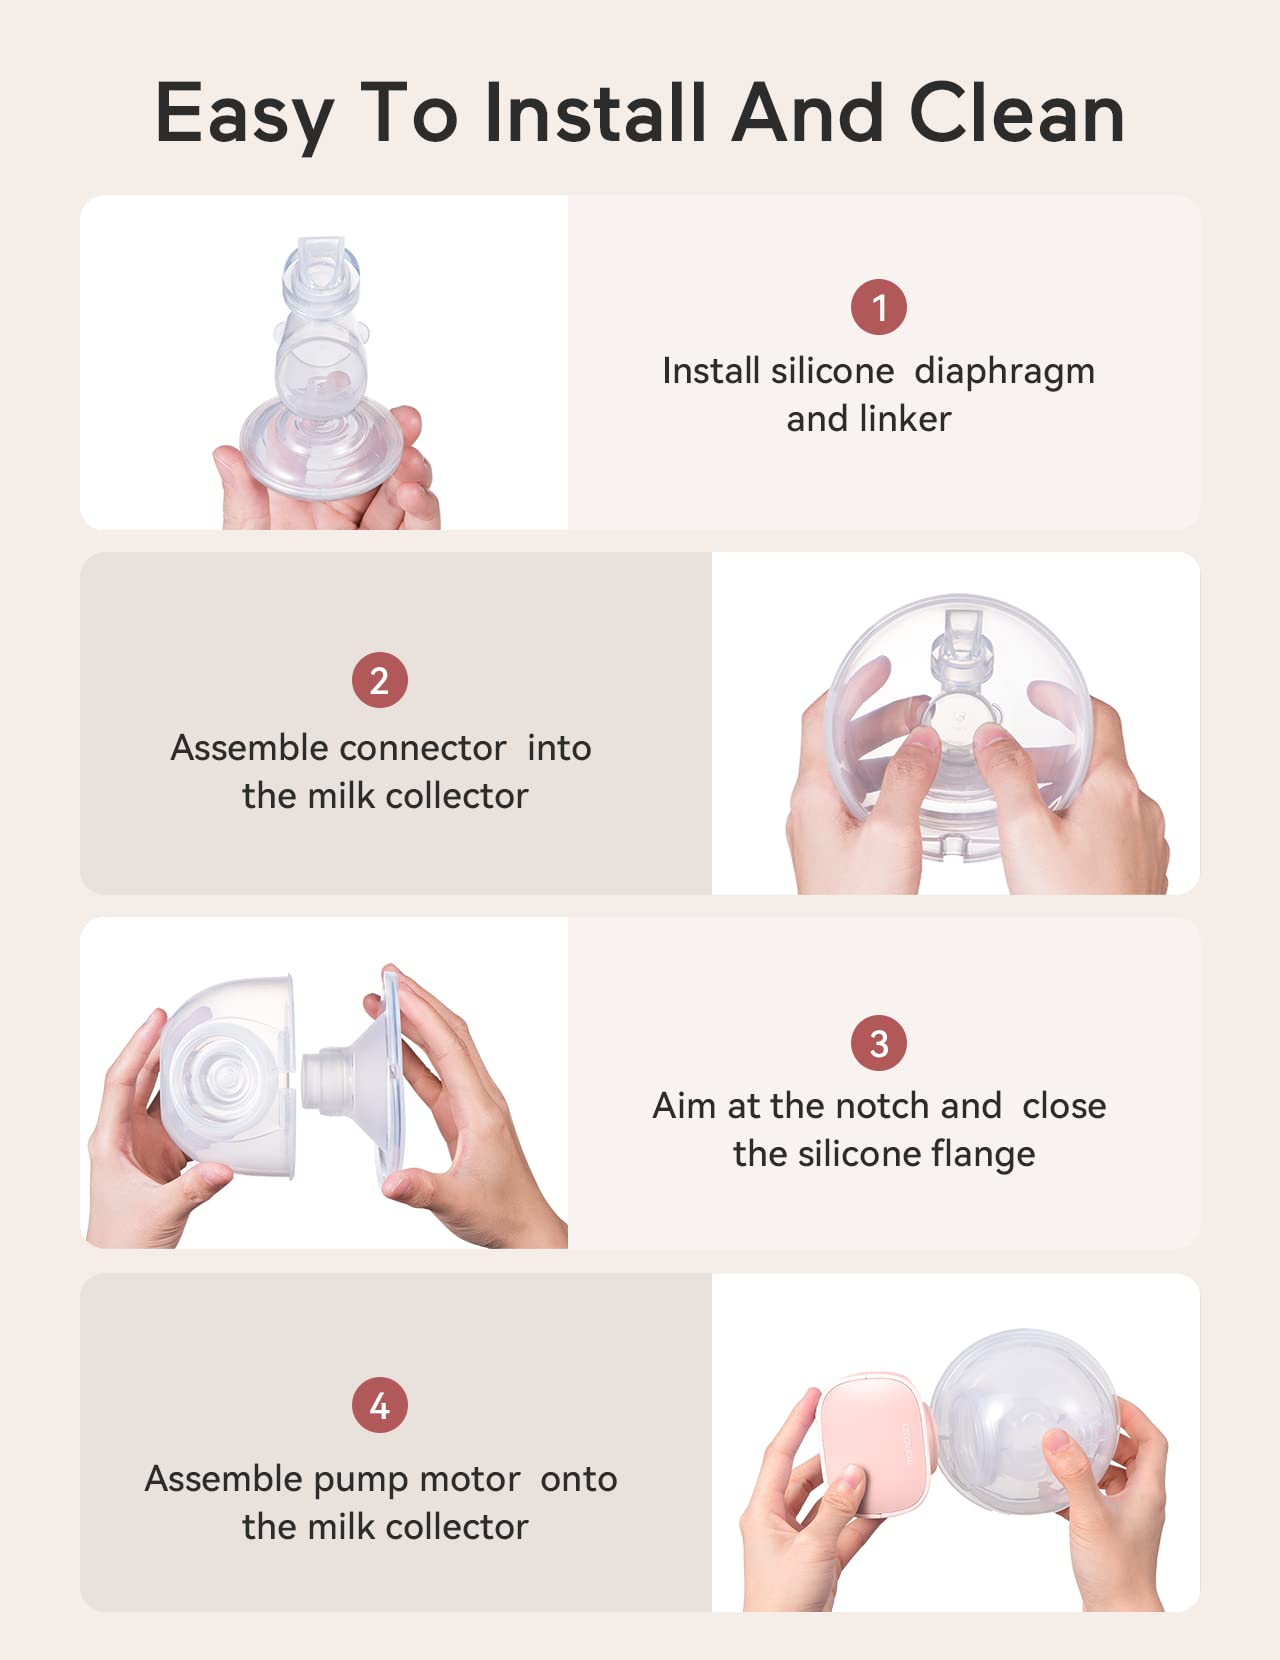 Easy To Install And Clean
1
Install silicone diaphragm
and linker
2
Assemble connector into
the milk collector
3
Aim at the notch and close
the silicone flange
4
Assemble pump motor onto
the milk collector
momcozy